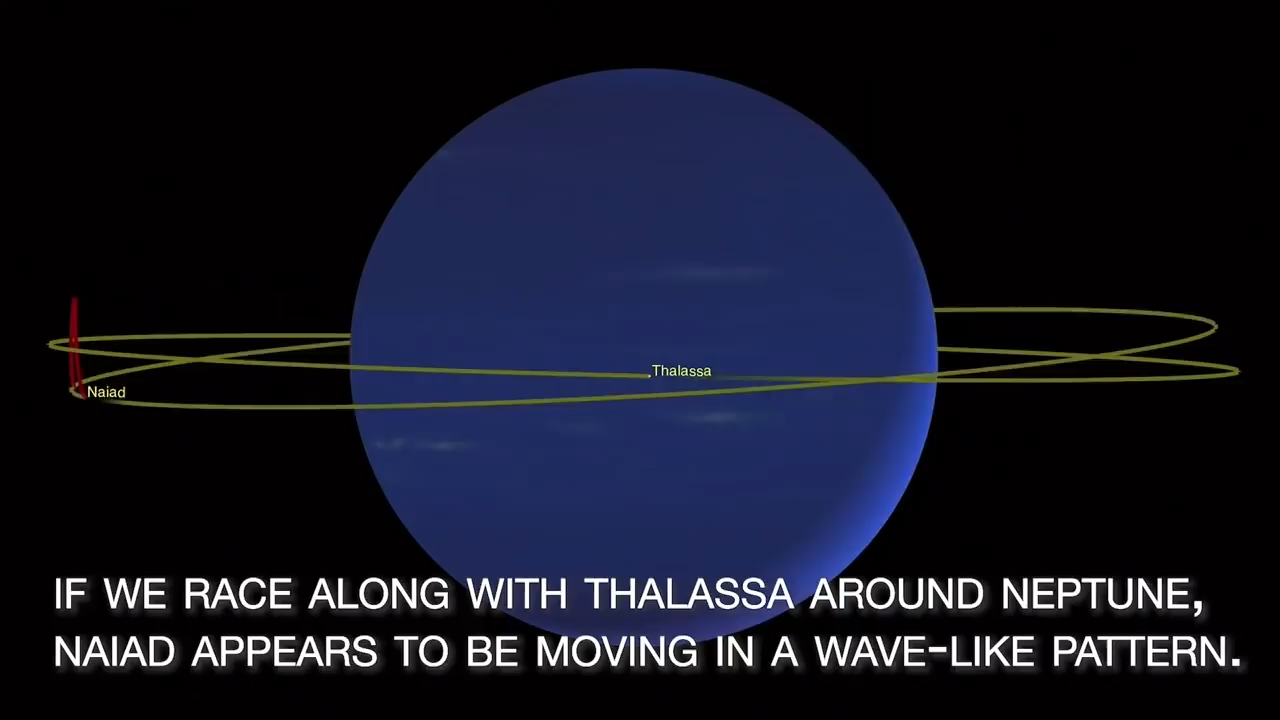 Thalassa
Naiad
IF WE RACE ALONG WITH THALASSA AROUND NEPTUNE,
NAIAD APPEARS TO BE MOVING IN A WAVE-LIKE PATTERN.